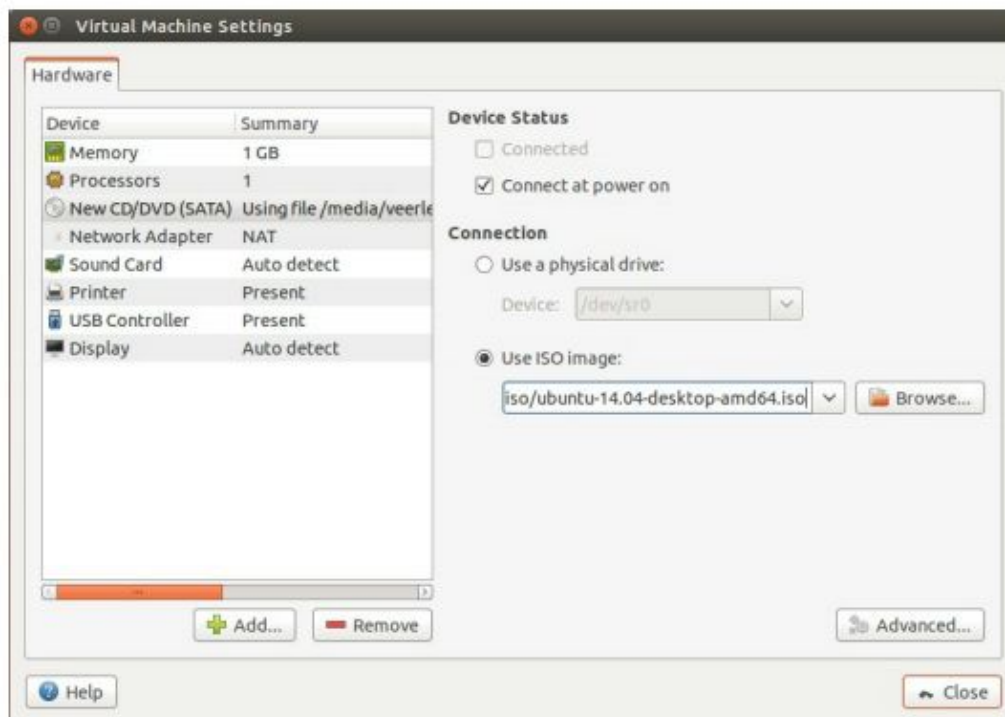 Virtual Machine Settings
Hardware
Device Summary
Memory 1 GB
Processors 1
New CD/DVD (SATA) Using file /media/veerle
Network Adapter NAT
Sound Card Auto detect
Printer Present
USB Controller Present
Display Auto detect
Add... Remove
Device Status
Connected
Connect at power on
Connection
Use a physical drive:
Device: /dev/sr0
Use ISO image:
iso/ubuntu-14.04-desktop-amd64.iso Browse...
Advanced...
Help Close